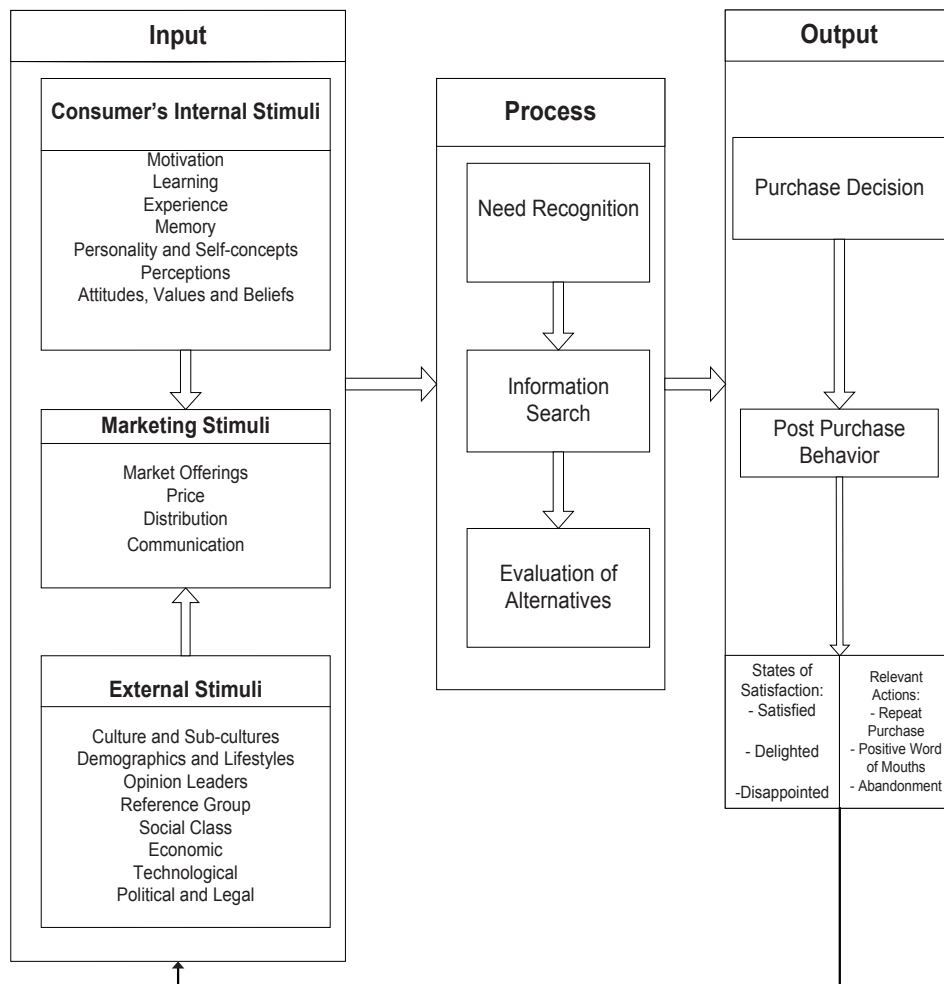 Input
Consumer's Internal Stimuli
Motivation
Learning
Experience
Memory
Personality and Self-concepts
Perceptions
Attitudes, Values and Beliefs
Marketing Stimuli
Market Offerings
Price
Distribution
Communication
External Stimuli
Culture and Sub-cultures
Demographics and Lifestyles
Opinion Leaders
Reference Group
Social Class
Economic
Technological
Political and Legal
Process
Need Recognition
Information
Search
Evaluation of
Alternatives
Output
Purchase Decision
Post Purchase
Behavior
States of
Satisfaction:
- Satisfied
- Delighted
-Disappointed
Relevant
Actions:
- Repeat
Purchase
- Positive Word
of Mouths
- Abandonment